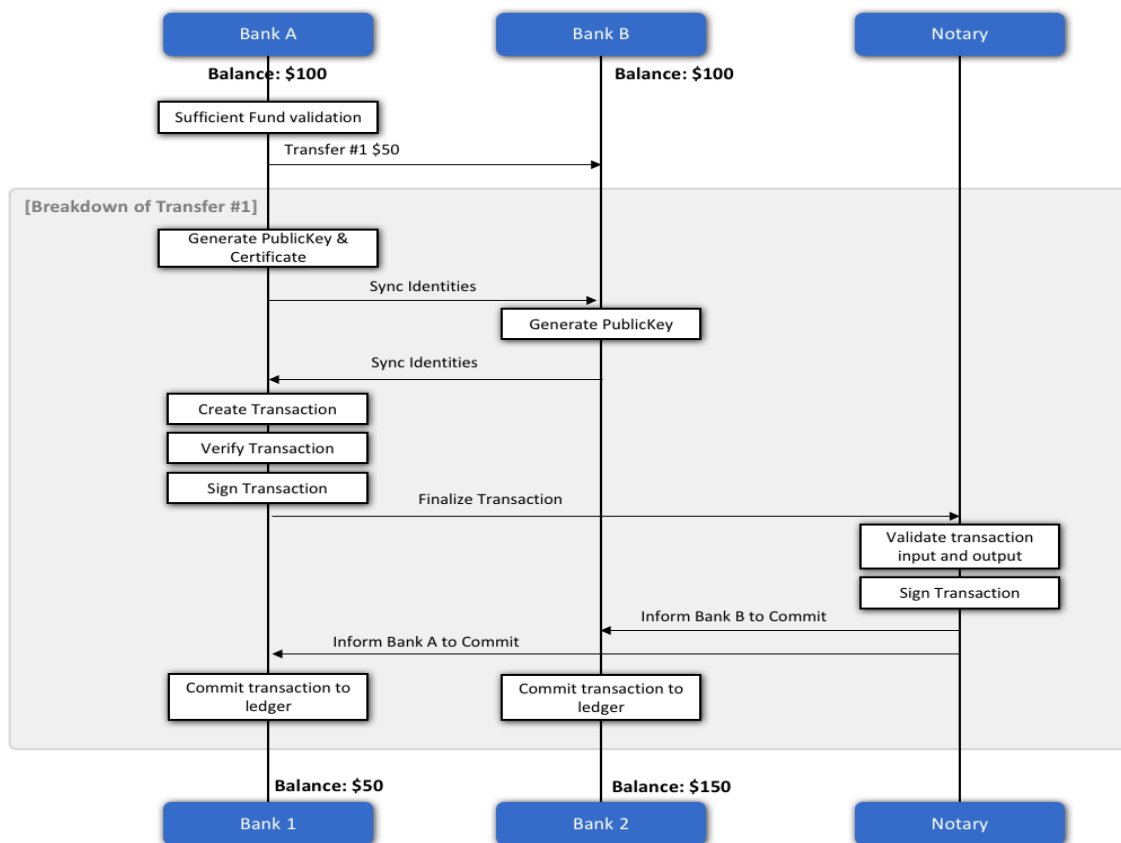 Bank A
Bank B
Notary
Balance: $100
Balance: $100
Sufficient Fund validation
Transfer #1 $50
[Breakdown of Transfer #1]
Generate PublicKey &
Certificate
Sync Identities
Generate PublicKey
Sync Identities
Create Transaction
Verify Transaction
Sign Transaction
Finalize Transaction
Validate transaction
input and output
Sign Transaction
Inform Bank B to Commit
Inform Bank A to Commit
Commit transaction to
ledger
Commit transaction to
ledger
Balance: $50
Balance: $150
Bank 1
Bank 2
Notary